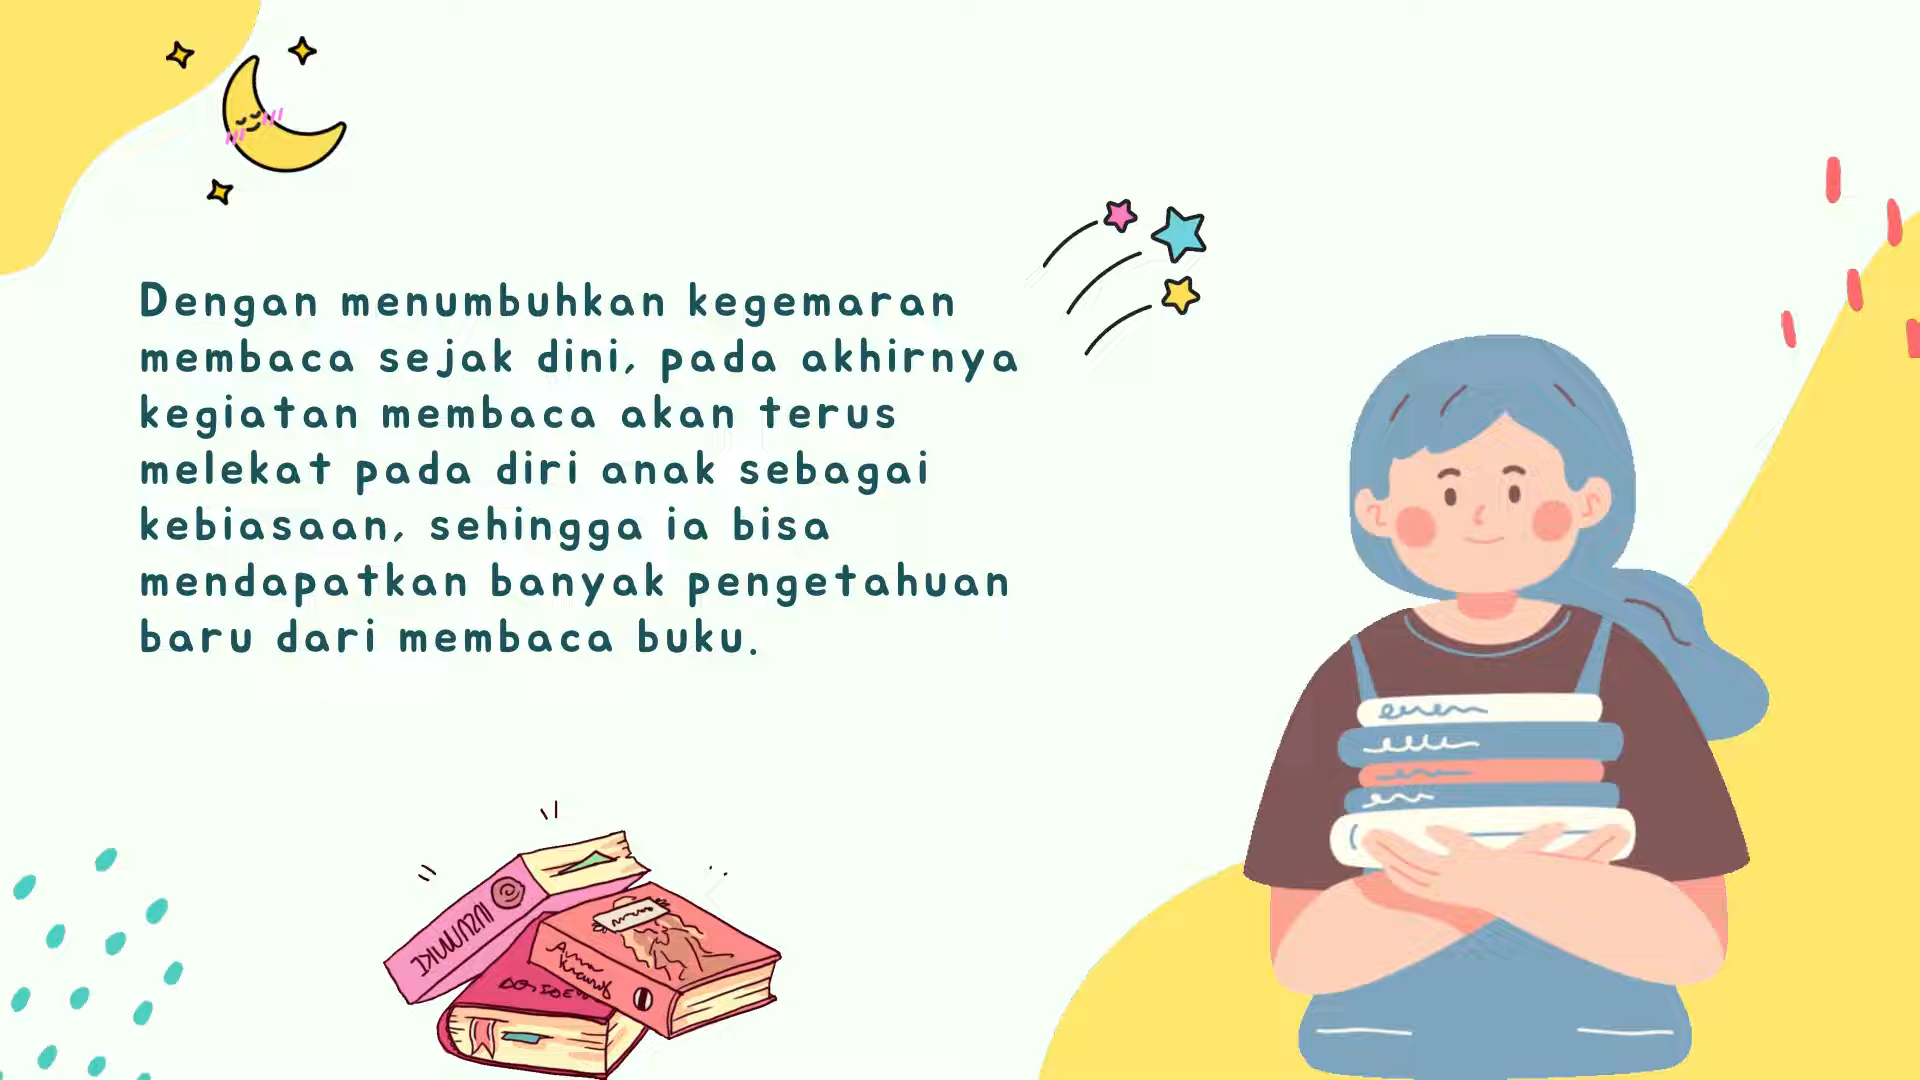 Dengan menumbuhkan kegemaran
membaca sejak dini, pada akhirnya
kegiatan membaca akan terus
melekat pada diri anak sebagai
kebiasaan, sehingga ia bisa
mendapatkan banyak pengetahuan
baru dari membaca buku.